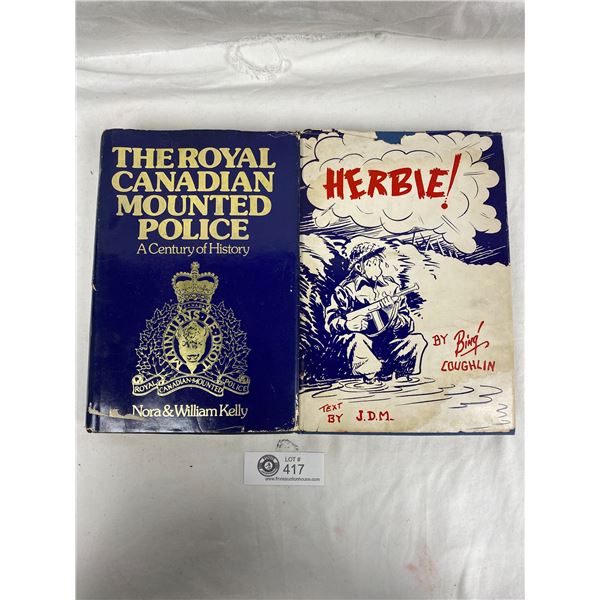 THE ROYAL
CANADIAN
MOUNTED
POLICE
A Century of History
ROYAL CANADIAN MOUNTED POLICE
Nora & William Kelly
HERBIE!
BY Bing
COUGHLIN
TEXT
BY J.D.M.
LOT #
417